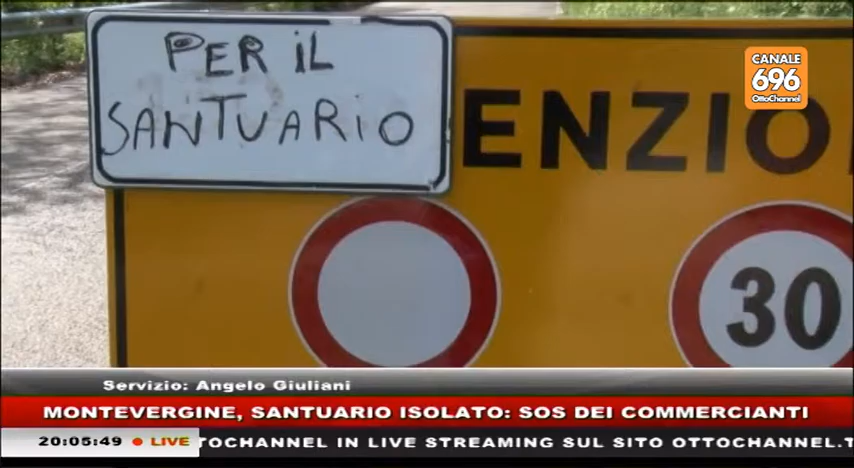 PER iL
SANTUARIO
ENZIO
CANALE
696
OttoChannel
30
Servizio: Angelo Giuliani
MONTEVERGINE, SANTUARIO ISOLATO: SOS DEI COMMERCIANTI
20:05:49 LIVE TOCHANNEL IN LIVE STREAMING SUL SITO OTTOCHANNEL.T